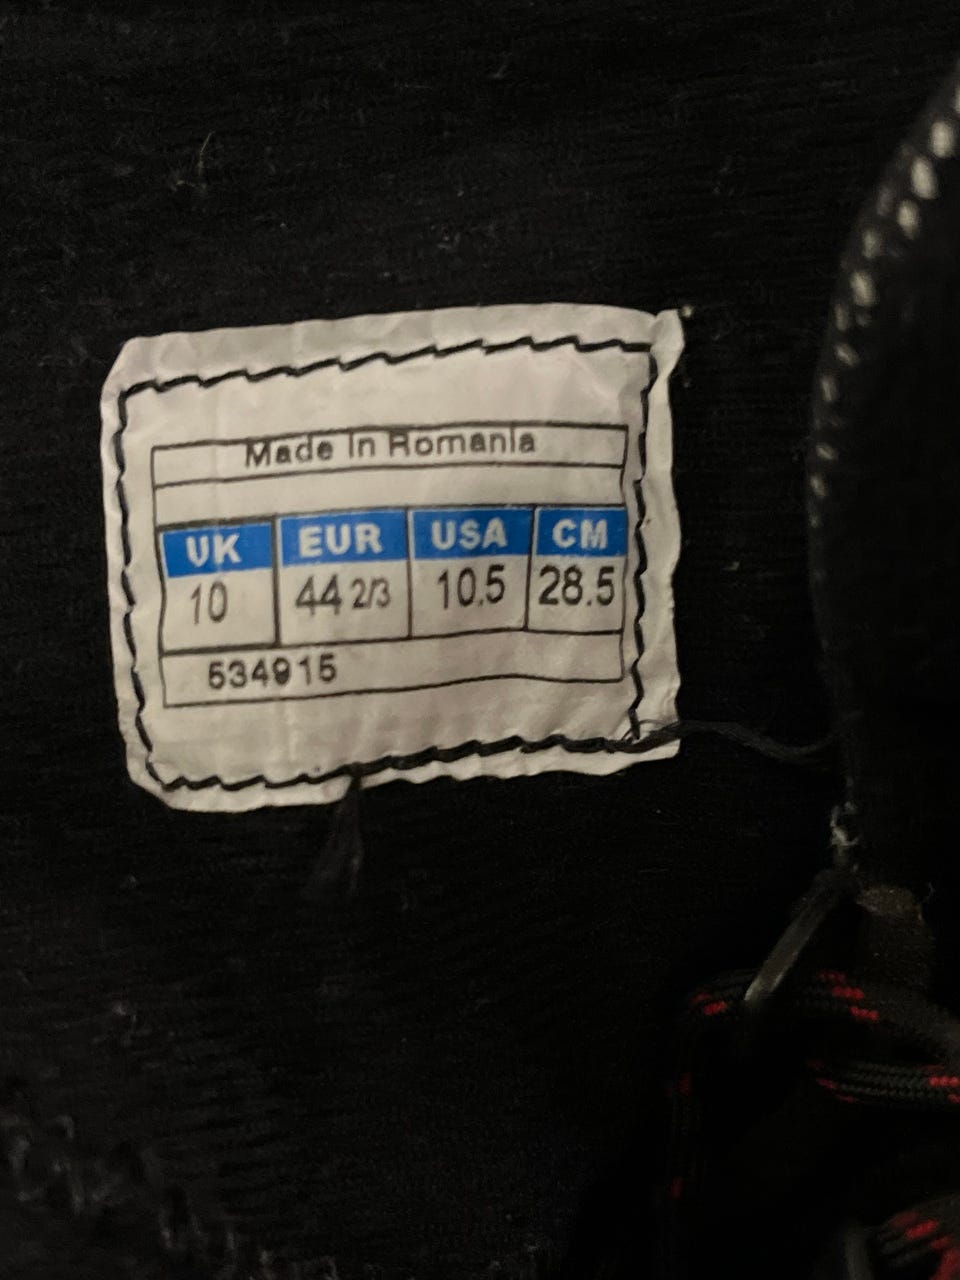 Made In Romania
UK EUR USA CM
10 44 2/3 10.5 28.5
534915